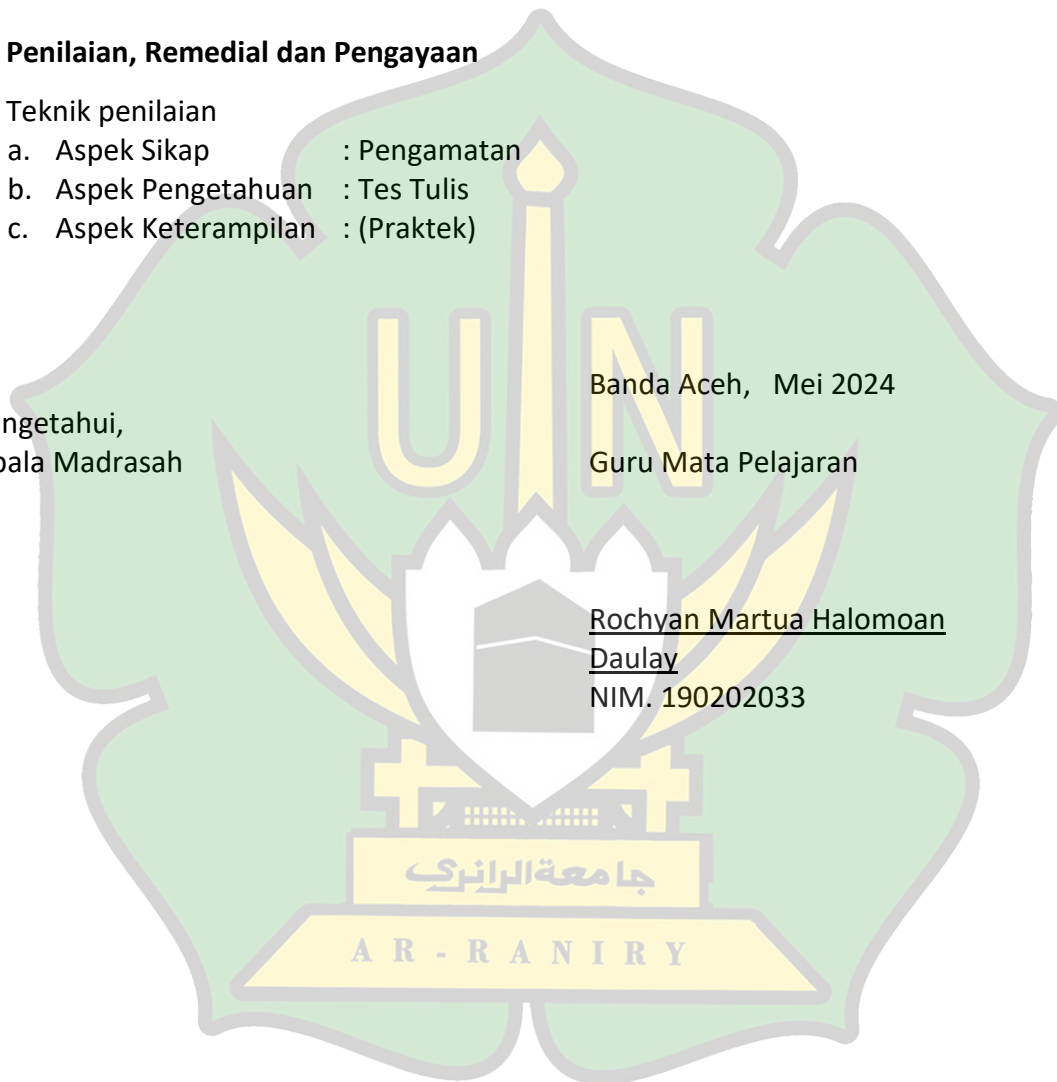 Penilaian, Remedial dan Pengayaan
Teknik penilaian
a. Aspek Sikap : Pengamatan
b. Aspek Pengetahuan : Tes Tulis
c. Aspek Keterampilan : (Praktek)
Banda Aceh, Mei 2024
ngetahui,
pala Madrasah Guru Mata Pelajaran
Rochyan Martua Halomoan
Daulay
NIM. 190202033
UIN
جامعة الرانري
AR-RANIRY